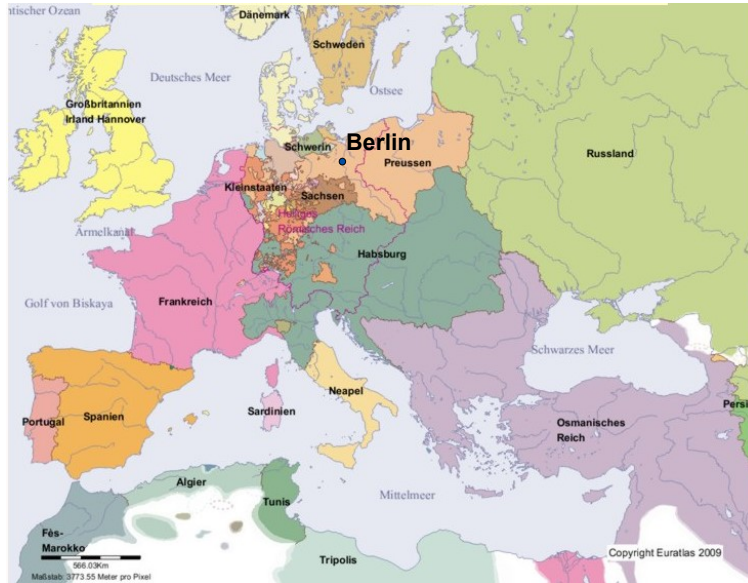 ntischer Ozean
Dänemark
Schweden
Deutsches Meer
Ostsee
Großbritannien
Irland Hannover
Berlin
Schwerin
Preussen
Russland
Kleinstaaten
Sachsen
Heiliges
Römisches Reich
Ärmelkanal
Habsburg
Golf von Biskaya
Frankreich
Schwarzes Meer
Neapel
Portugal
Spanien
Sardinien
Osmanisches
Reich
Persi
Algier
Tunis
Mittelmeer
Fès-
Marokko
Tripolis
566.03Km
Maßstab: 3773.55 Meter pro Pixel
Copyright Euratlas 2009